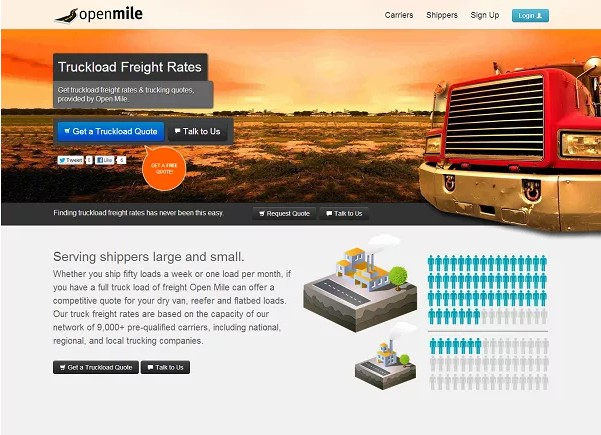 openmile
Carriers Shippers Sign Up Login
Truckload Freight Rates
Get truckload freight rates & trucking quotes,
provided by Open Mile
Get a Truckload Quote Talk to Us
Tweet Like 6
GET A FREE
QUOTE!
Finding truckload freight rates has never been this easy. Request Quote Talk to Us
Serving shippers large and small.
Whether you ship fifty loads a week or one load per month, if
you have a full truck load of freight Open Mile can offer a
competitive quote for your dry van, reefer and flatbed loads.
Our truck freight rates are based on the capacity of our
network of 9,000+ pre-qualified carriers, including national,
regional, and local trucking companies.
Get a Truckload Quote Talk to Us